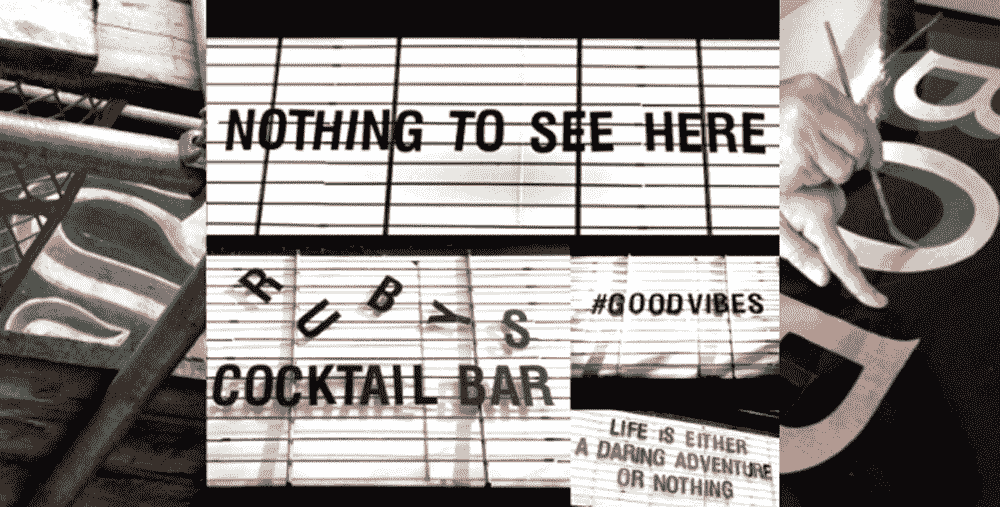 NOTHING TO SEE HERE
RUBYS
COCKTAIL BAR
#GOODVIBES
LIFE IS EITHER
A DARING ADVENTURE
OR NOTHING